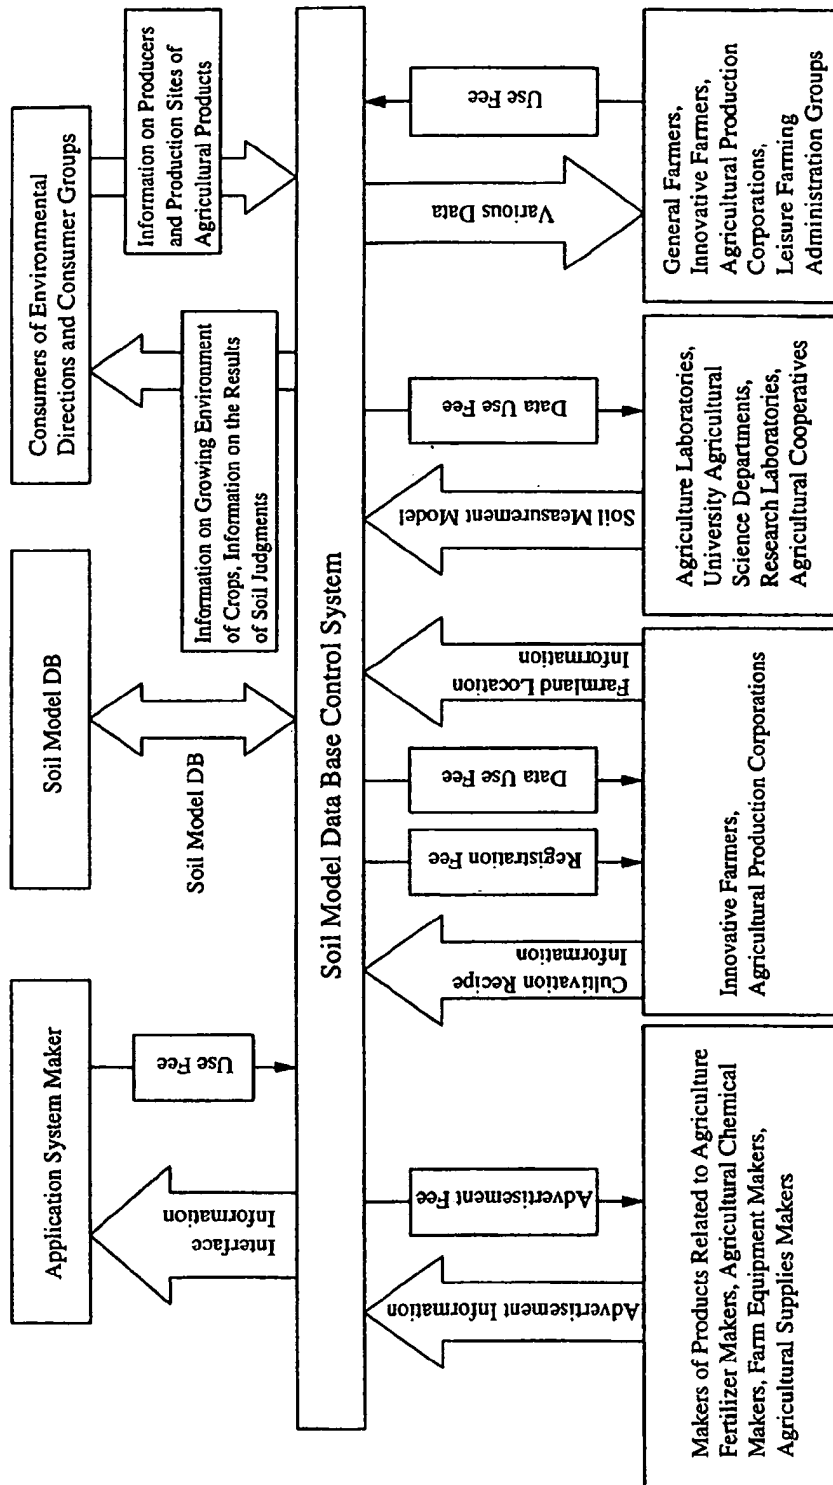 Application System Maker
Interface
Information
Use Fee
Soil Model DB
Soil Model DB
Consumers of Environmental
Directions and Consumer Groups
Information on Growing Environment
of Crops, Information on the Results
of Soil Judgments
Information on Producers
and Production Sites of
Agricultural Products
Soil Model Data Base Control System
Advertisement Information
Advertisement Fee
Cultivation Recipe
Information
Registration Fee
Data Use Fee
Farmland Location
Information
Soil Measurement Model
Data Use Fee
Various Data
Use Fee
Makers of Products Related to Agriculture
Fertilizer Makers, Agricultural Chemical
Makers, Farm Equipment Makers,
Agricultural Supplies Makers
Innovative Farmers,
Agricultural Production Corporations
Agriculture Laboratories,
University Agricultural
Science Departments,
Research Laboratories,
Agricultural Cooperatives
General Farmers,
Innovative Farmers,
Agricultural Production
Corporations,
Leisure Farming
Administration Groups